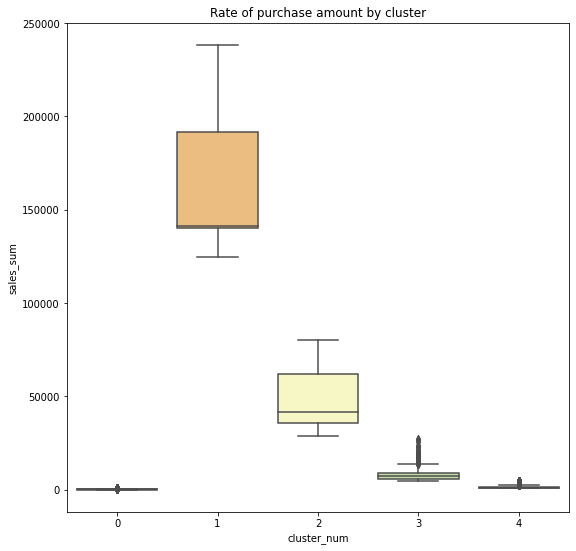 Rate of purchase amount by cluster
250000
200000
150000
100000
50000
0
sales_sum
0 1 2 3 4
cluster_num